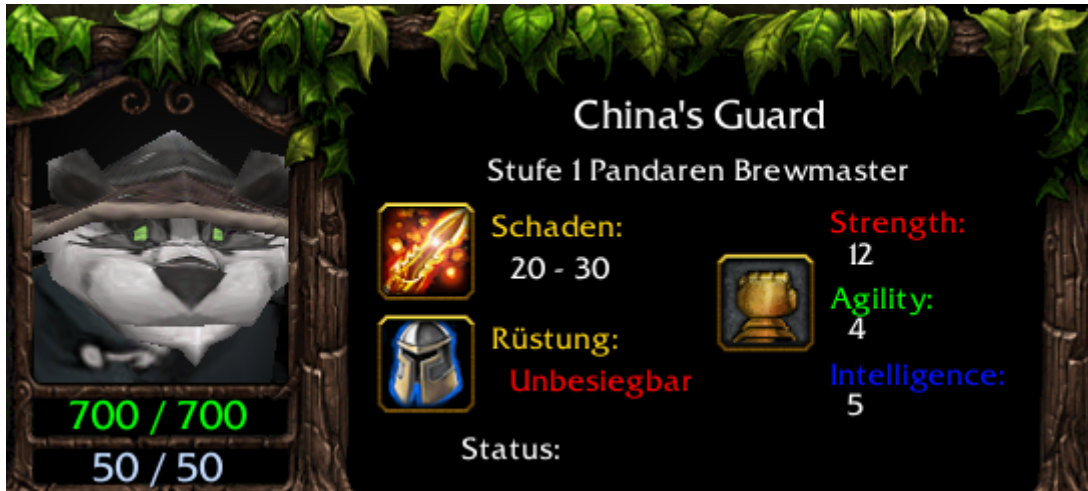 China's Guard
Stufe 1 Pandaren Brewmaster
Schaden:
20 - 30
Rüstung:
Unbesiegbar
Strength:
12
Agility:
4
Intelligence:
5
Status:
700 / 700
50 / 50